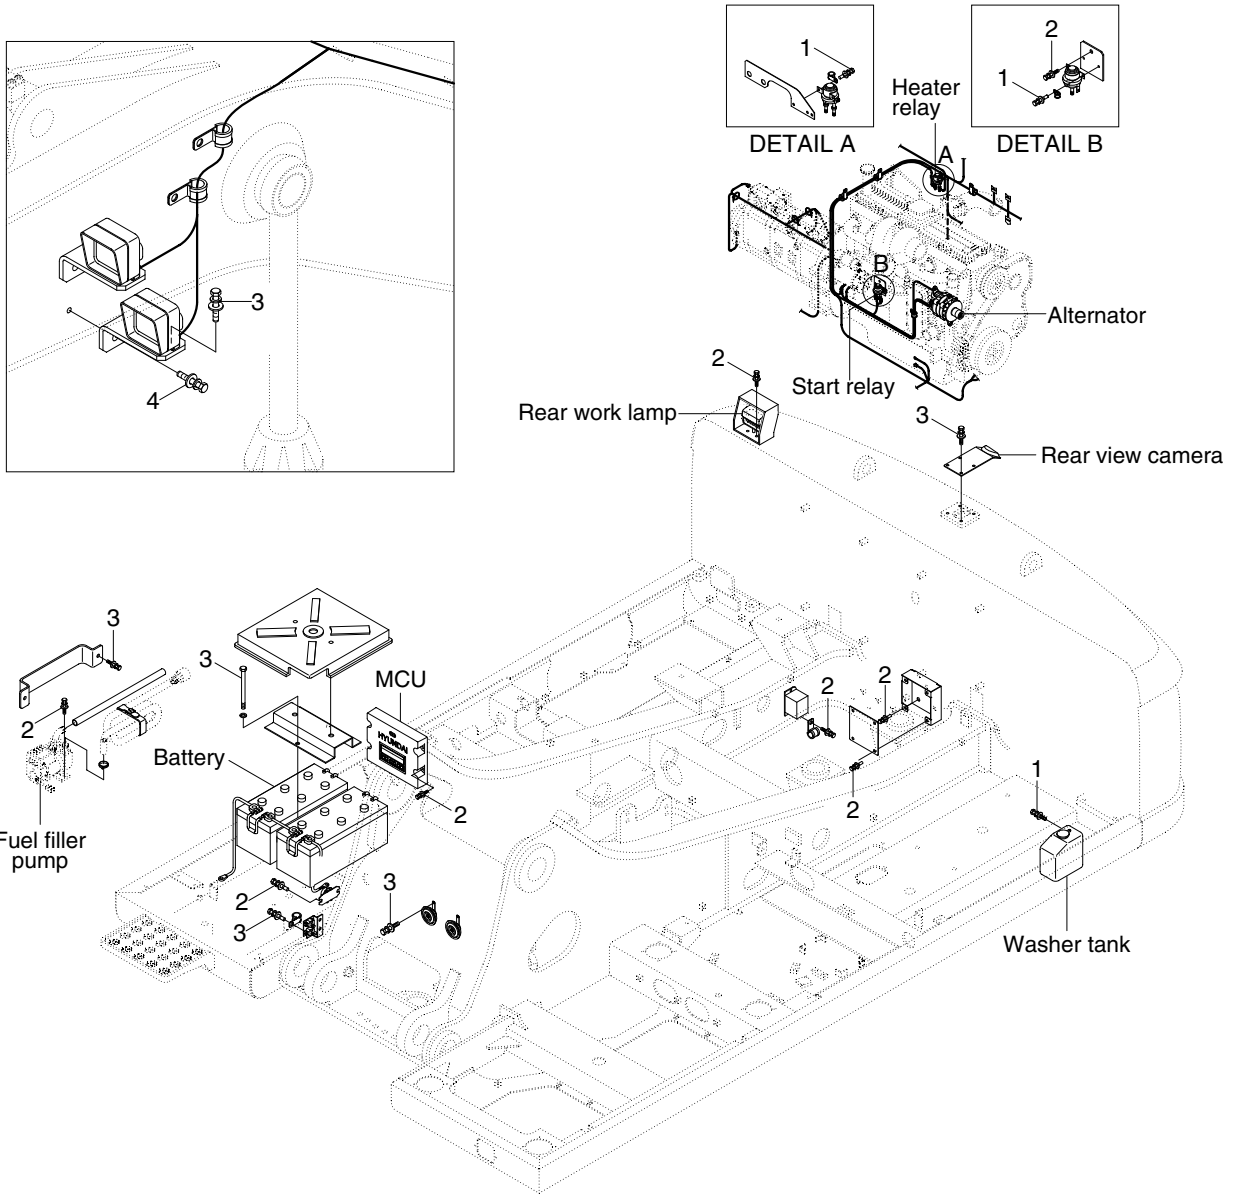 1
2
1
Heater
relay
DETAIL A
DETAIL B
A
B
Alternator
Start relay
3
4
2
Rear work lamp
3
Rear view camera
3
3
MCU
HYUNDAI
2
Battery
2
2
2
2
1
Fuel filler
pump
2
3
3
Washer tank